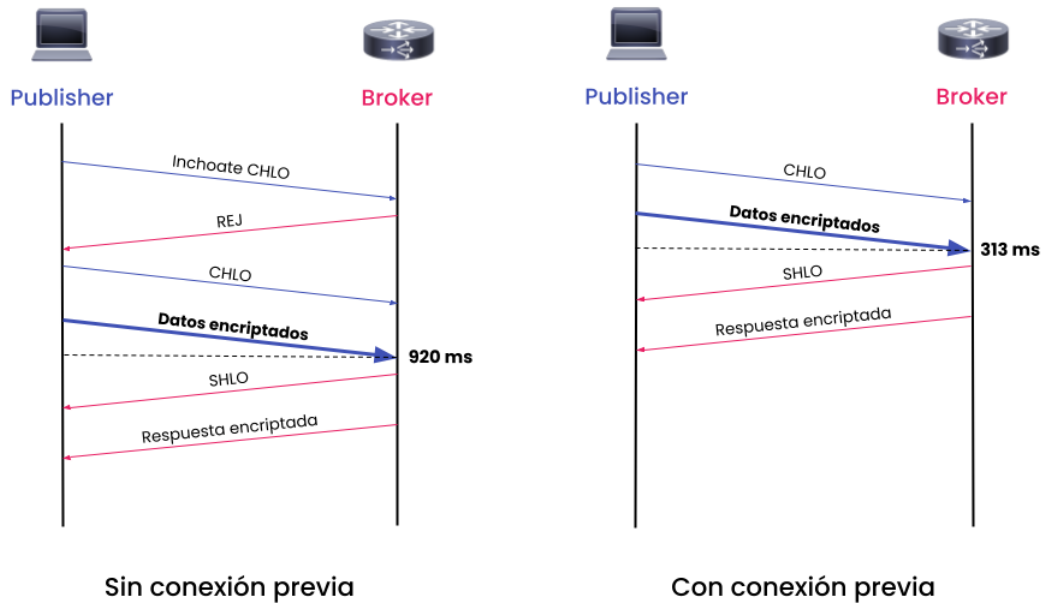 Publisher
Broker
Inchoate CHLO
REJ
CHLO
Datos encriptados
920 ms
SHLO
Respuesta encriptada
Sin conexión previa
Publisher
Broker
CHLO
Datos encriptados
313 ms
SHLO
Respuesta encriptada
Con conexión previa